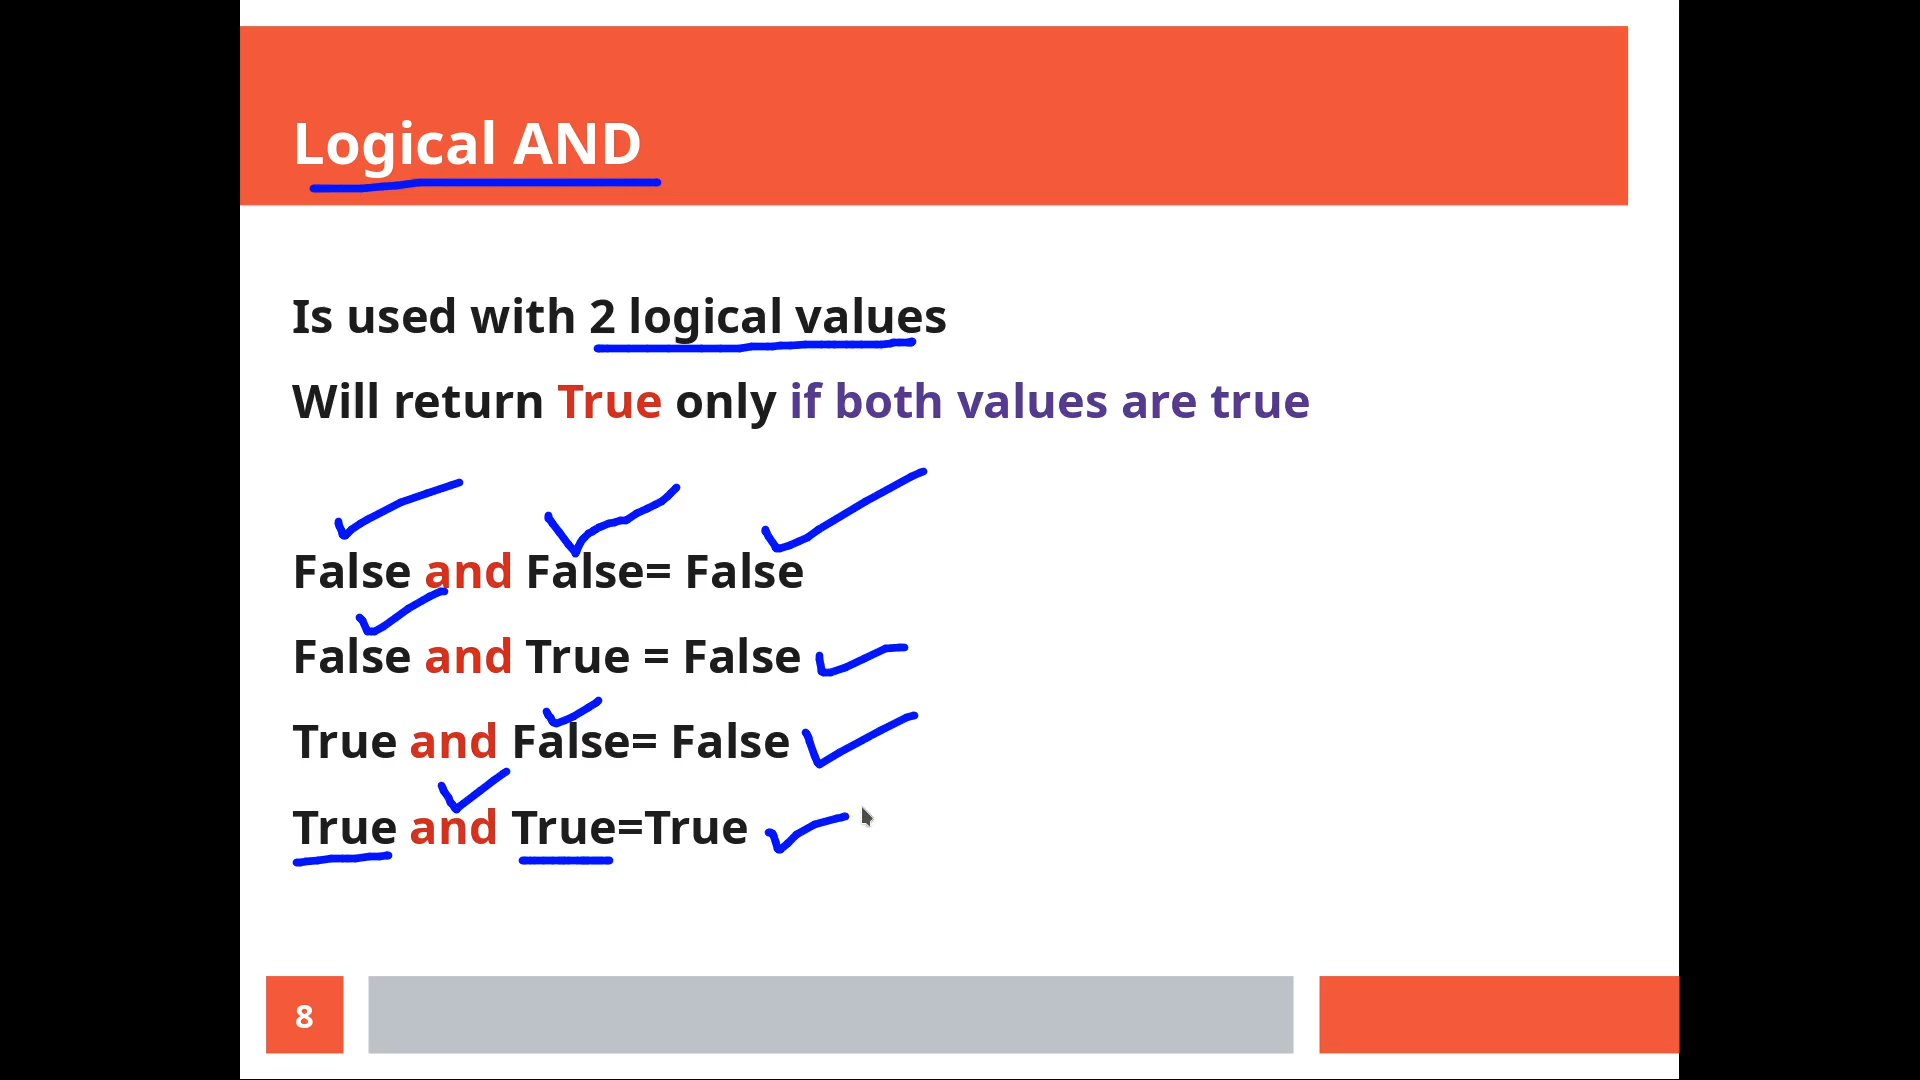 Logical AND
Is used with 2 logical values
Will return True only if both values are true
False and False= False
False and True = False
True and False= False
True and True=True
8